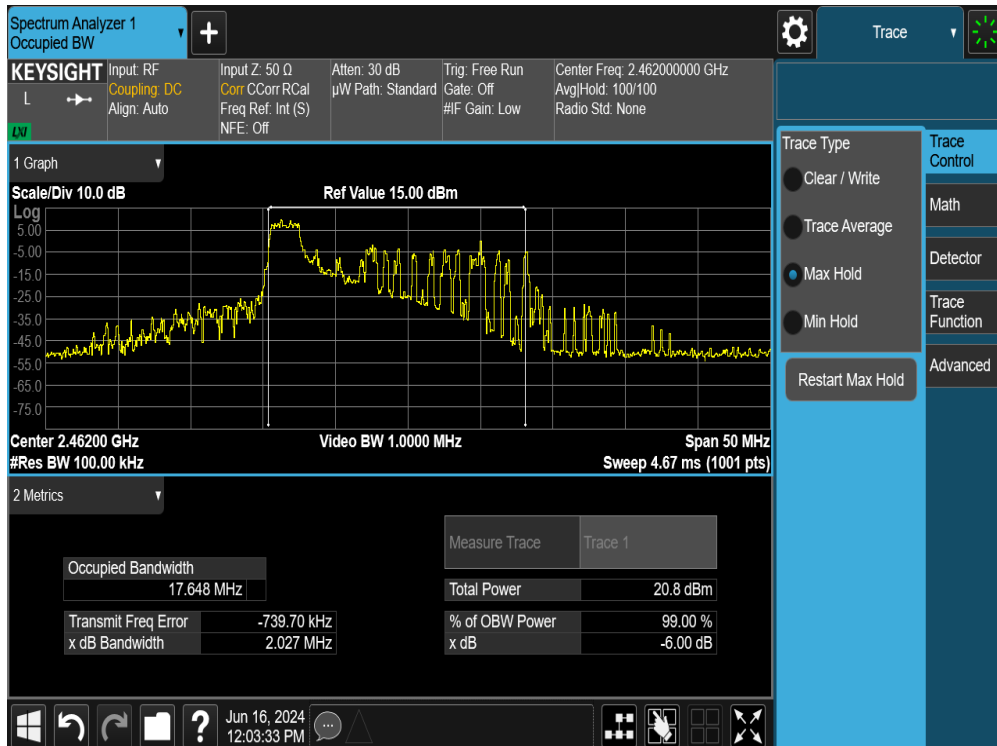 Spectrum Analyzer 1
Occupied BW
Trace
KEYSIGHT
L
LXI
Input: RF
Coupling: DC
Align: Auto
Input Z: 50 Ω
Corr CCorr RCal
Freq Ref: Int (S)
NFE: Off
Atten: 30 dB
µW Path: Standard
Trig: Free Run
Gate: Off
#IF Gain: Low
Center Freq: 2.462000000 GHz
Avg|Hold: 100/100
Radio Std: None
1 Graph
Scale/Div 10.0 dB
Ref Value 15.00 dBm
Log
5.00
-5.00
-15.0
-25.0
-35.0
-45.0
-55.0
-65.0
-75.0
Center 2.46200 GHz
Video BW 1.0000 MHz
Span 50 MHz
#Res BW 100.00 kHz
Sweep 4.67 ms (1001 pts)
2 Metrics
Measure Trace
Trace 1
Occupied Bandwidth
17.648 MHz
Total Power
20.8 dBm
Transmit Freq Error
-739.70 kHz
% of OBW Power
99.00 %
x dB Bandwidth
2.027 MHz
x dB
-6.00 dB
Trace Type
Clear / Write
Trace Average
Max Hold
Min Hold
Restart Max Hold
Trace
Control
Math
Detector
Trace
Function
Advanced
?
Jun 16, 2024
12:03:33 PM